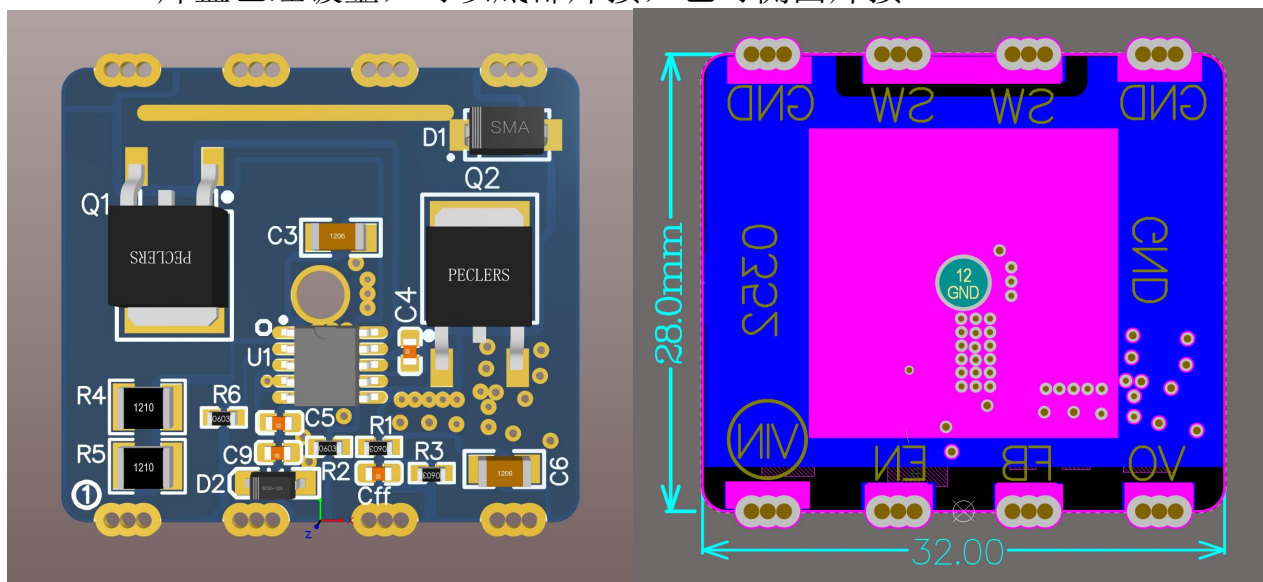 D1
SMA
Q2
Q1
PECLERS
C3
1206
PECLERS
C4
U1
R4
1210
R6
0603
C5
R5
1210
C9
0603
R2
R1
0603
R3
0603
1206
C6
D2
Cff
1
z
GND
SW
SW
GND
0352
12
GND
GND
28.0mm
VIN
EN
FB
VO
32.00